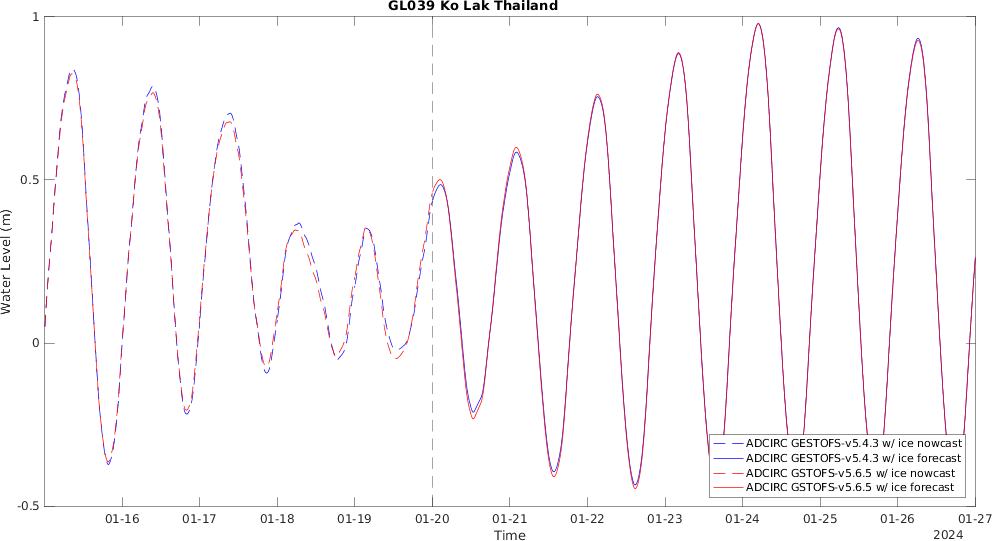 GL039 Ko Lak Thailand
1
0.5
0
-0.5
Water Level (m)
ADCIRC GESTOFS-v5.4.3 w/ ice nowcast
ADCIRC GESTOFS-v5.4.3 w/ ice forecast
ADCIRC GSTOFS-v5.6.5 w/ ice nowcast
ADCIRC GSTOFS-v5.6.5 w/ ice forecast
01-16 01-17 01-18 01-19 01-20 01-21 01-22 01-23 01-24 01-25 01-26 01-27
Time
2024